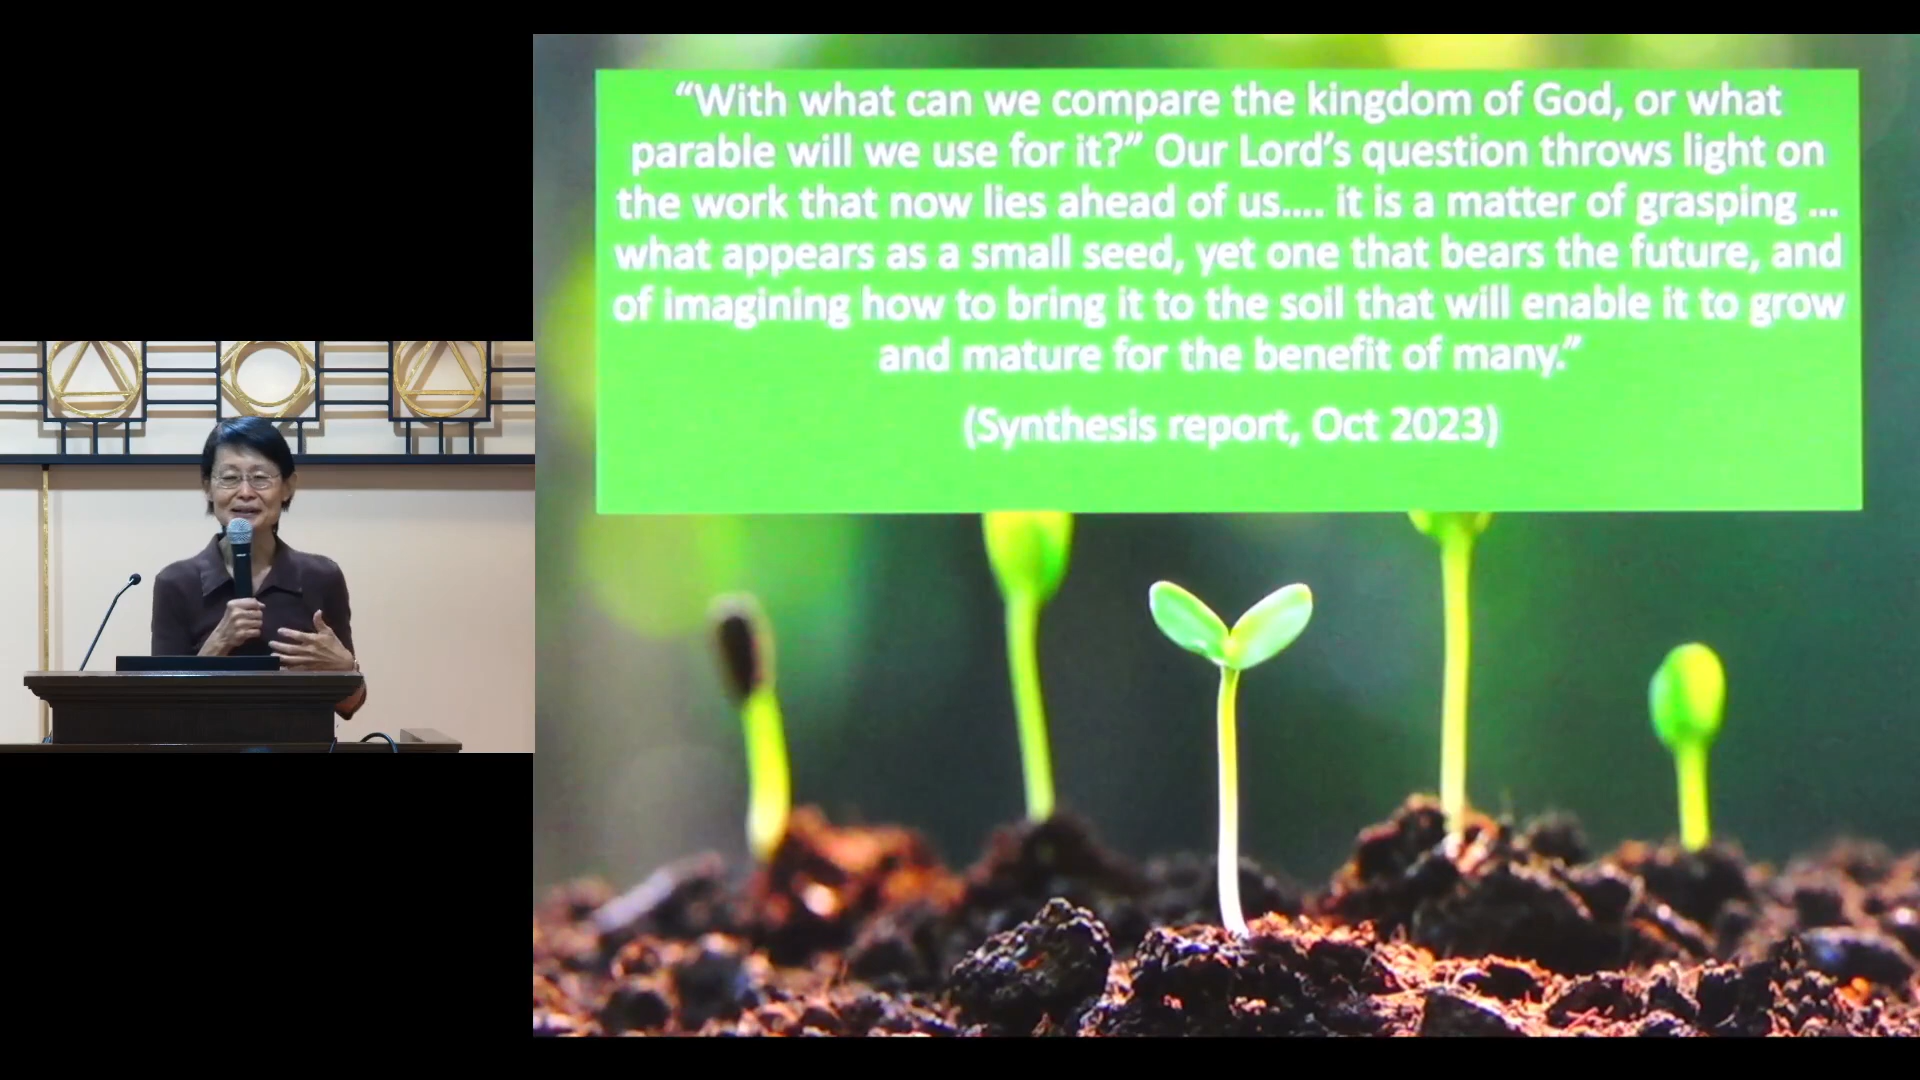 “With what can we compare the kingdom of God, or what
parable will we use for it?” Our Lord’s question throws light on
the work that now lies ahead of us.... it is a matter of grasping ...
what appears as a small seed, yet one that bears the future, and
of imagining how to bring it to the soil that will enable it to grow
and mature for the benefit of many.”
(Synthesis report, Oct 2023)